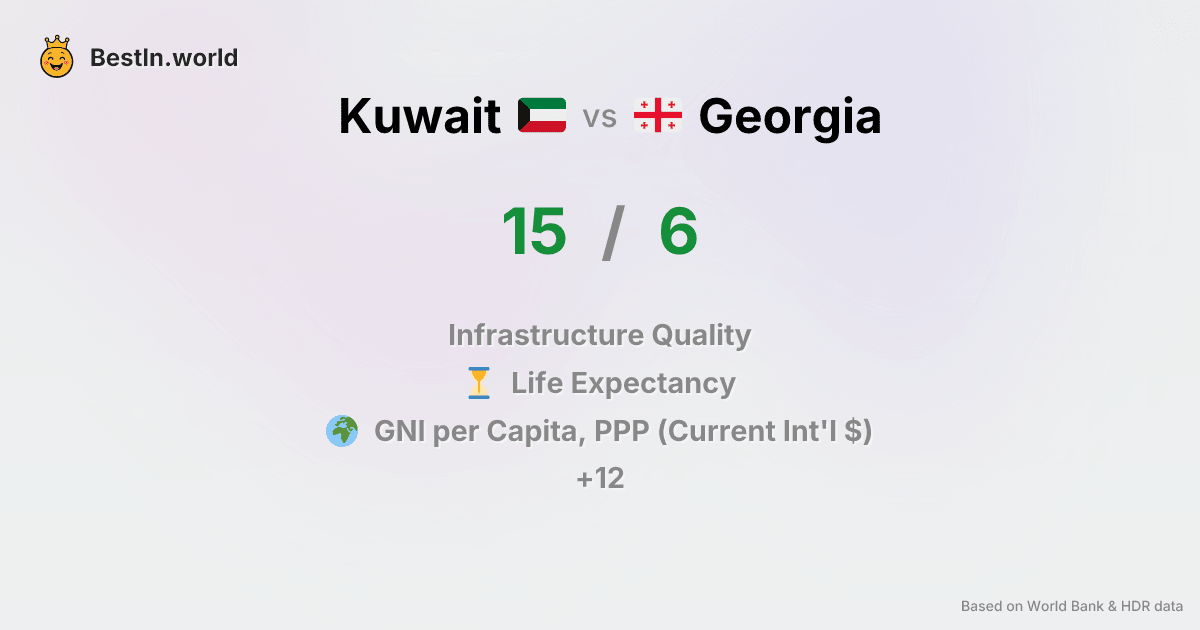 BestIn.world
Kuwait vs Georgia
15 / 6
Infrastructure Quality
Life Expectancy
GNI per Capita, PPP (Current Int'l $)
+12
Based on World Bank & HDR data